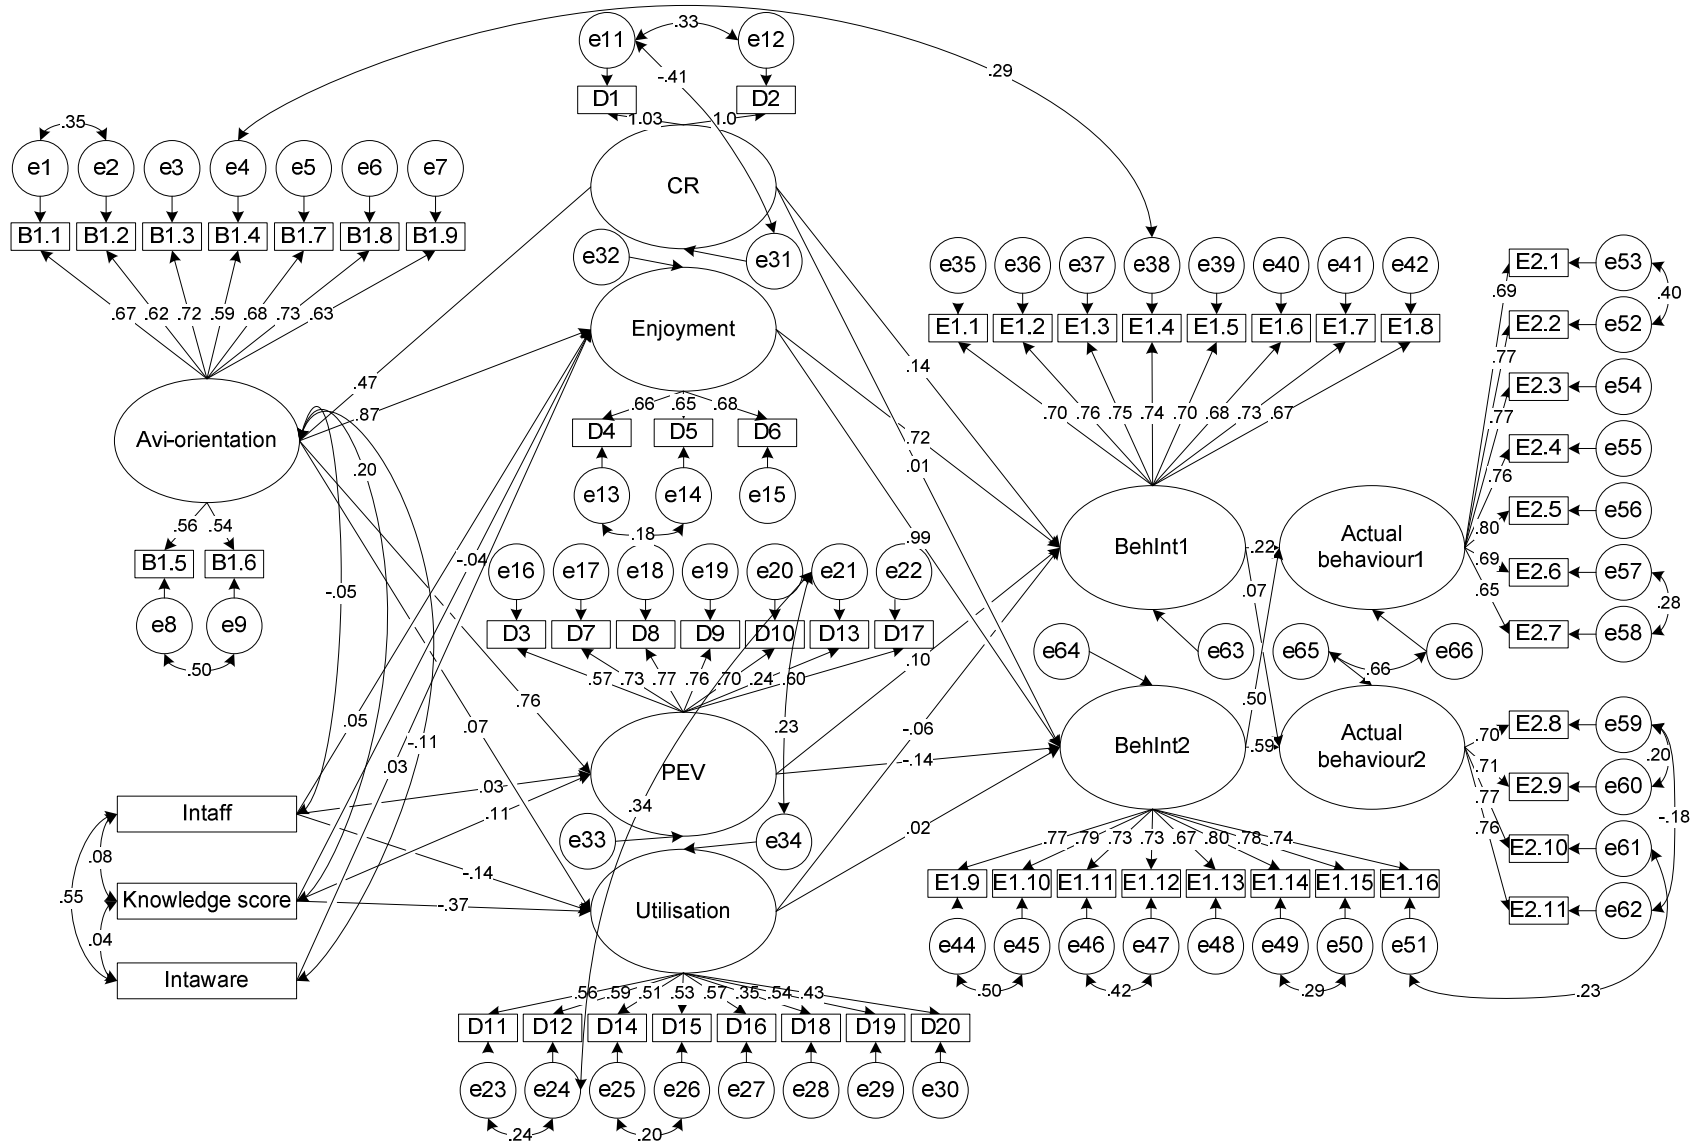 .33
e11
e12
-.41
.29
D1
D2
1.03
1.0
.35
e1
e2
e3
e4
e5
e6
e7
CR
B1.1
B1.2
B1.3
B1.4
B1.7
B1.8
B1.9
e32
e31
e35
e36
e37
e38
e39
e40
e41
e42
E2.1
e53
.69
.40
.67
.62
.72
.59
.68
.73
.63
Enjoyment
E1.1
E1.2
E1.3
E1.4
E1.5
E1.6
E1.7
E1.8
E2.2
e52
.77
.47
.14
E2.3
e54
.87
.66
.65
.68
.70
.76
.75
.74
.70
.68
.73
.67
.77
Avi-orientation
D4
D5
D6
.72
E2.4
e55
.20
.01
.76
e13
e14
e15
E2.5
e56
.56
.54
.18
.99
.80
B1.5
B1.6
-.04
BehInt1
.22
Actual
behaviour1
.69
E2.6
e57
-.05
e16
e17
e18
e19
e20
e21
e22
.07
.65
.28
e8
e9
D3
D7
D8
D9
D10
D13
D17
E2.7
e58
.50
.10
e64
e63
e65
e66
.66
.57
.73
.77
.76
.70
.24
.60
.76
.50
.05
.07
.23
-.06
E2.8
e59
.70
-.11
BehInt2
.59
Actual
behaviour2
.20
.03
PEV
-.14
.71
.03
E2.9
e60
.77
Intaff
.11
.34
-.18
.02
.76
e33
e34
.77
.79
.73
.73
.67
.80
.78
.74
E2.10
e61
.08
-.14
E1.9
E1.10
E1.11
E1.12
E1.13
E1.14
E1.15
E1.16
.55
Knowledge score
-.37
Utilisation
E2.11
e62
.04
e44
e45
e46
e47
e48
e49
e50
e51
Intaware
.50
.42
.29
.23
.56
.59
.51
.53
.57
.35
.54
.43
D11
D12
D14
D15
D16
D18
D19
D20
e23
e24
e25
e26
e27
e28
e29
e30
.24
.20